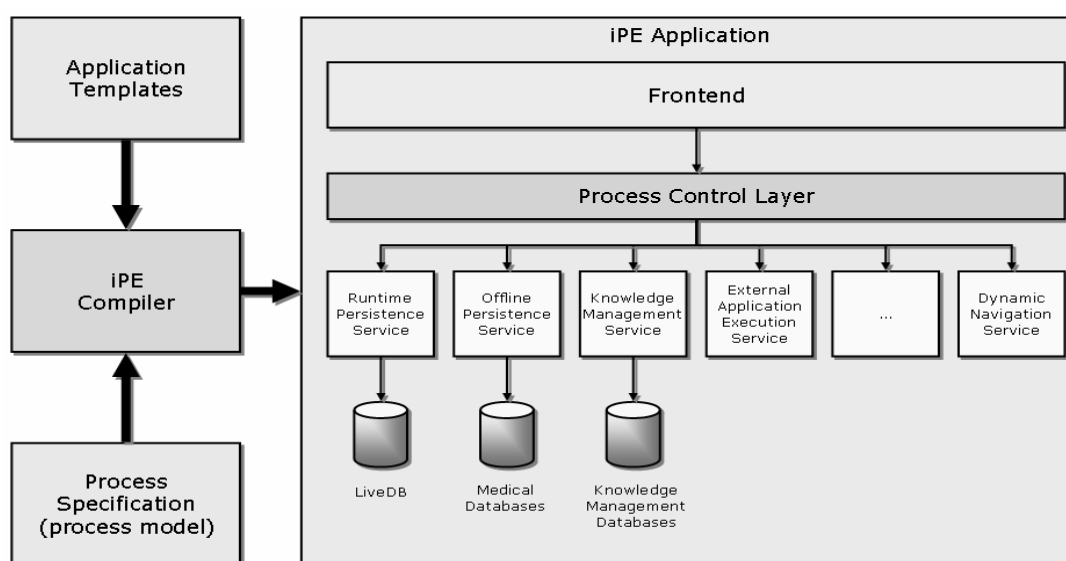 Application
Templates
iPE
Compiler
Process
Specification
(process model)
iPE Application
Frontend
Process Control Layer
Runtime
Persistence
Service
Offline
Persistence
Service
Knowledge
Management
Service
External
Application
Execution
Service
...
Dynamic
Navigation
Service
LiveDB
Medical
Databases
Knowledge
Management
Databases